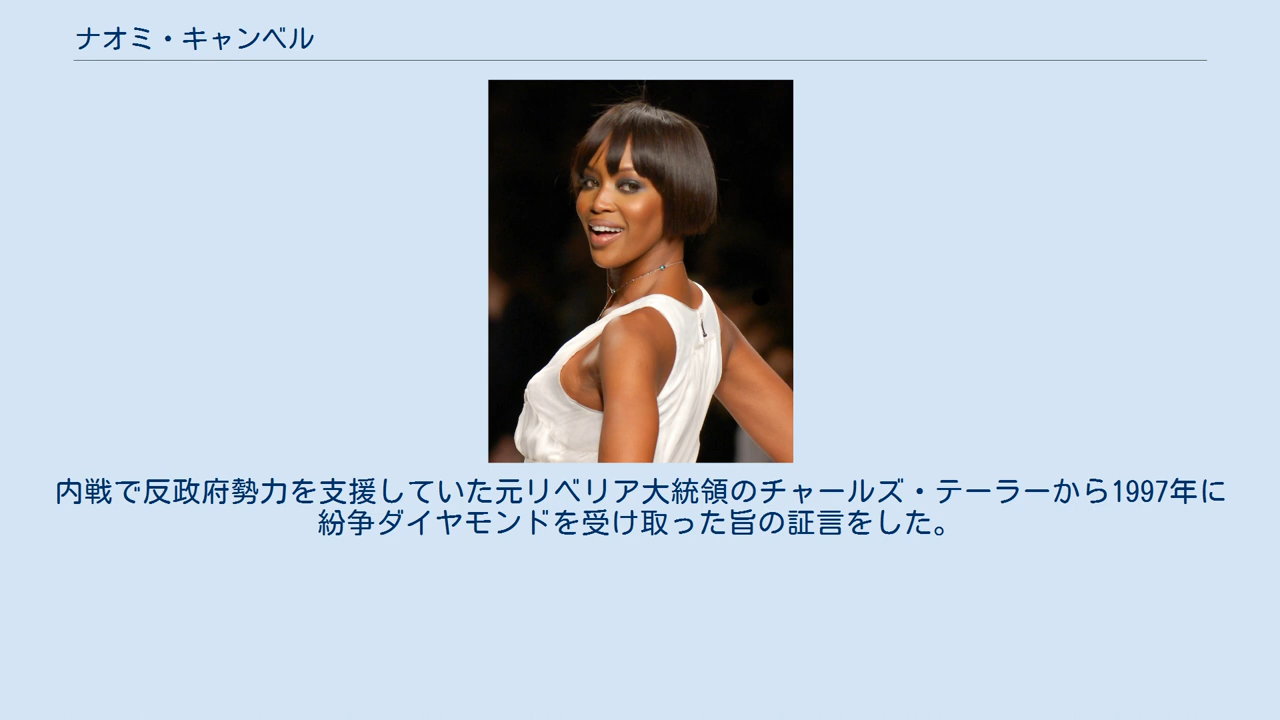 ナオミ・キャンベル
内戦で反政府勢力を支援していた元リベリア大統領のチャールズ・テーラーから1997年に
紛争ダイヤモンドを受け取った旨の証言をした。